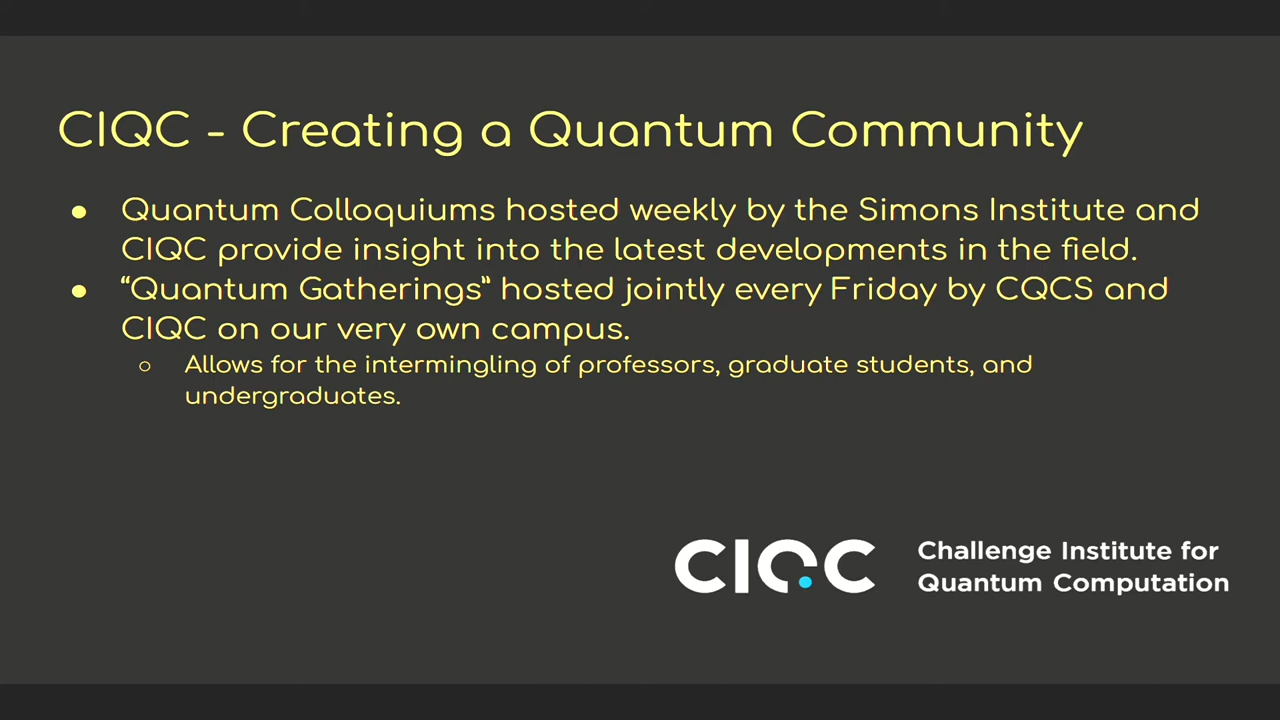 CIQC - Creating a Quantum Community
● Quantum Colloquiums hosted weekly by the Simons Institute and
CIQC provide insight into the latest developments in the field.
● “Quantum Gatherings” hosted jointly every Friday by CQCS and
CIQC on our very own campus.
○ Allows for the intermingling of professors, graduate students, and
undergraduates.
CIQC
Challenge Institute for
Quantum Computation